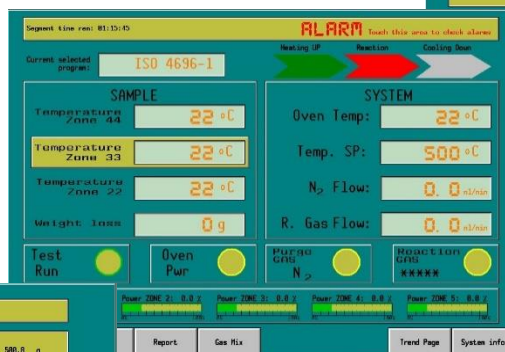 Segment time rem: 01:15:45
ALARM Touch this area to check alarms
Current selected program: ISO 4696-1
Heating UP Reaction Cooling Down
SAMPLE
Temperature Zone 44 22 °C
Temperature Zone 33 22 °C
Temperature Zone 22 22 °C
Weight loss 0 g
SYSTEM
Oven Temp: 22 °C
Temp. SP: 500 °C
N2 Flow: 0.0 nl/min
R. Gas Flow: 0.0 nl/min
Test Run
Oven Pwr
Purge GAS N2
Reaction GAS *****
Power ZONE 2: 0.0 %
Power ZONE 3: 0.0 %
Power ZONE 4: 0.0 %
Power ZONE 5: 0.0 %
500.0 g
Report
Gas Mix
Trend Page
System info